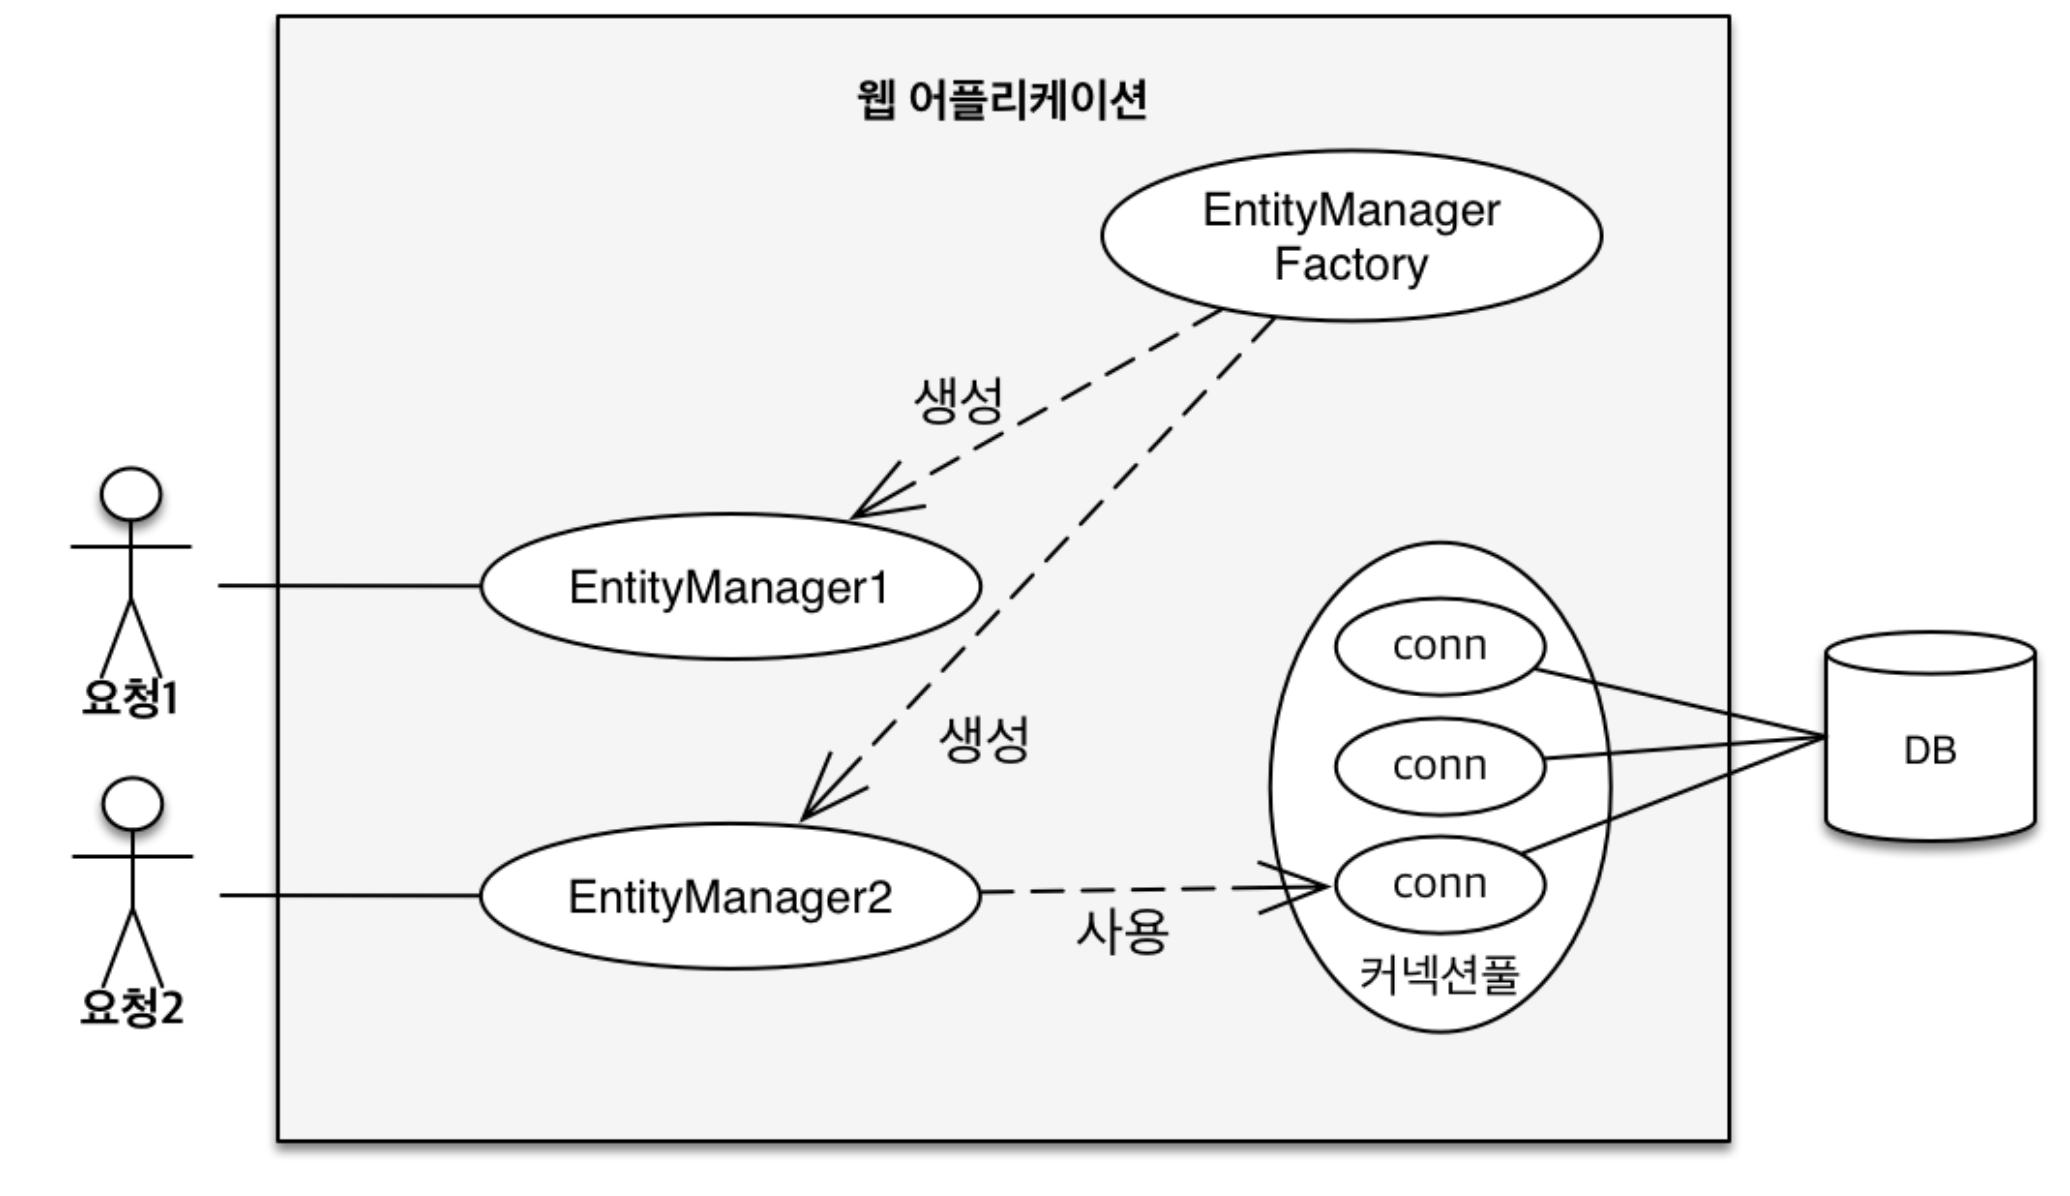 웹 어플리케이션
EntityManager
Factory
생성
EntityManager1
요청1
conn
conn
conn
커넥션풀
DB
생성
EntityManager2
사용
요청2